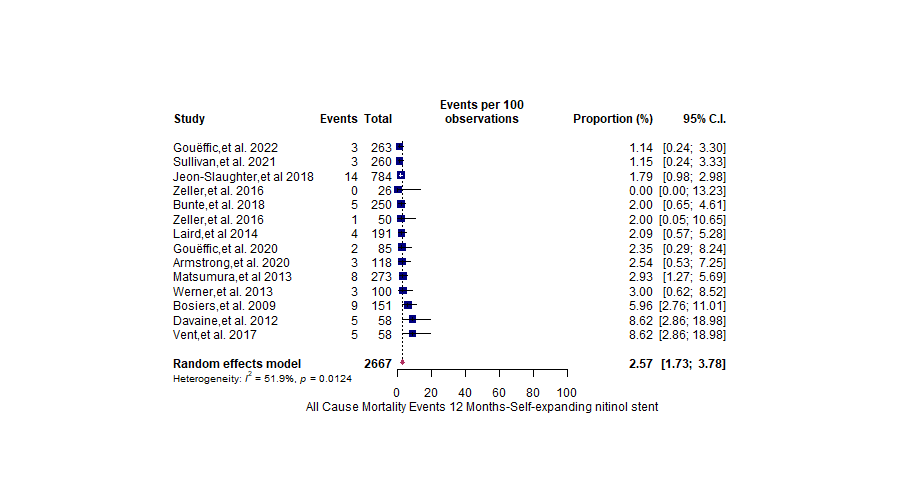 Events per 100
Study Events Total observations Proportion (%) 95% C.I.
Gouëffic,et al. 2022 3 263 1.14 [0.24; 3.30]
Sullivan,et al. 2021 3 260 1.15 [0.24; 3.33]
Jeon-Slaughter,et al 2018 14 784 1.79 [0.98; 2.98]
Zeller,et al. 2016 0 26 0.00 [0.00; 13.23]
Bunte,et al. 2018 5 250 2.00 [0.65; 4.61]
Zeller,et al. 2016 1 50 2.00 [0.05; 10.65]
Laird,et al 2014 4 191 2.09 [0.57; 5.28]
Gouëffic,et al. 2020 2 85 2.35 [0.29; 8.24]
Armstrong,et al. 2020 3 118 2.54 [0.53; 7.25]
Matsumura,et al 2013 8 273 2.93 [1.27; 5.69]
Werner,et al. 2013 3 100 3.00 [0.62; 8.52]
Bosiers,et al. 2009 9 151 5.96 [2.76; 11.01]
Davaine,et al. 2012 5 58 8.62 [2.86; 18.98]
Vent,et al. 2017 5 58 8.62 [2.86; 18.98]
Random effects model 2667 2.57 [1.73; 3.78]
Heterogeneity: I² = 51.9%, p = 0.0124
0 20 40 60 80 100
All Cause Mortality Events 12 Months-Self-expanding nitinol stent